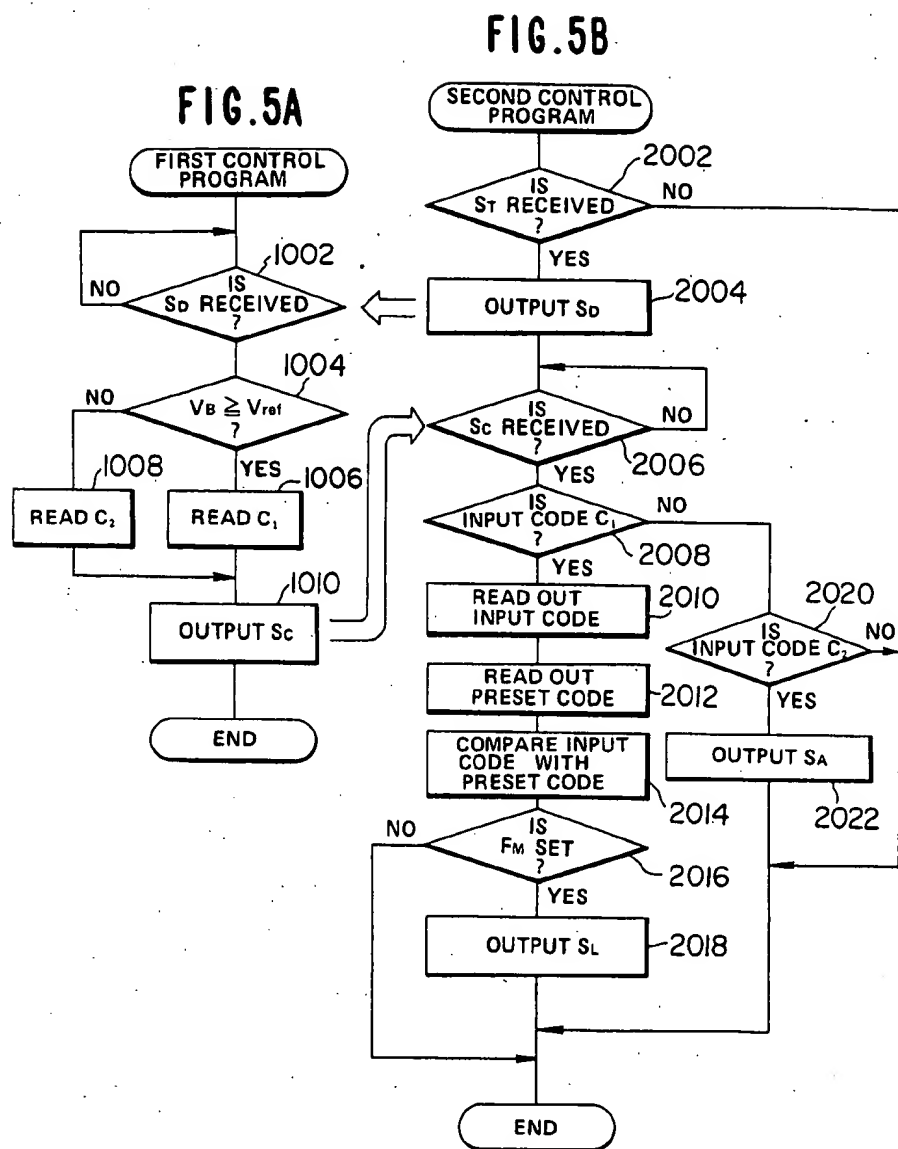 FIG.5A
FIRST CONTROL
PROGRAM
1002
IS
SD RECEIVED
?
NO
1004
VB ≧ Vref
?
NO
YES
1008
READ C2
1006
READ C1
1010
OUTPUT SC
END
FIG.5B
SECOND CONTROL
PROGRAM
2002
IS
ST RECEIVED
?
NO
YES
OUTPUT SD
2004
IS
SC RECEIVED
?
NO
2006
YES
IS
INPUT CODE C1
?
NO
2008
YES
READ OUT
INPUT CODE
2010
READ OUT
PRESET CODE
2012
COMPARE INPUT
CODE WITH
PRESET CODE
2014
IS
FM SET
?
NO
2016
YES
OUTPUT SL
2018
2020
IS
INPUT CODE C2
?
NO
YES
OUTPUT SA
2022
END